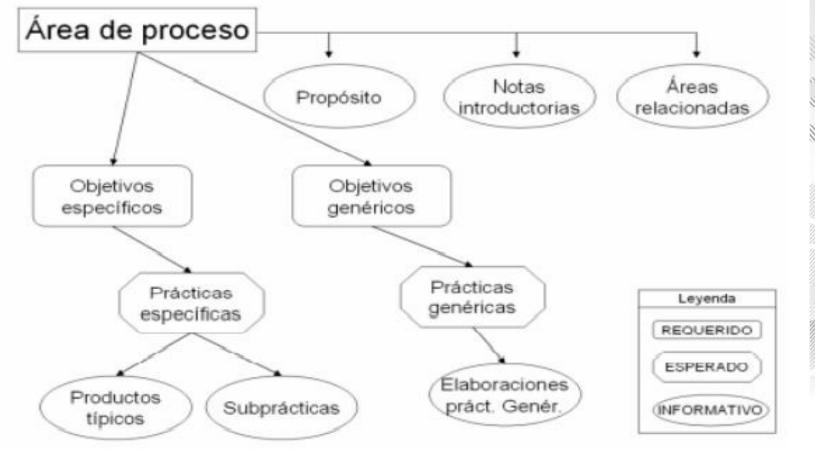 Área de proceso
Propósito
Notas
introductorias
Áreas
relacionadas
Objetivos
específicos
Objetivos
genéricos
Prácticas
específicas
Prácticas
genéricas
Productos
típicos
Subprácticas
Elaboraciones
práct. Genér.
Leyenda
REQUERIDO
ESPERADO
INFORMATIVO